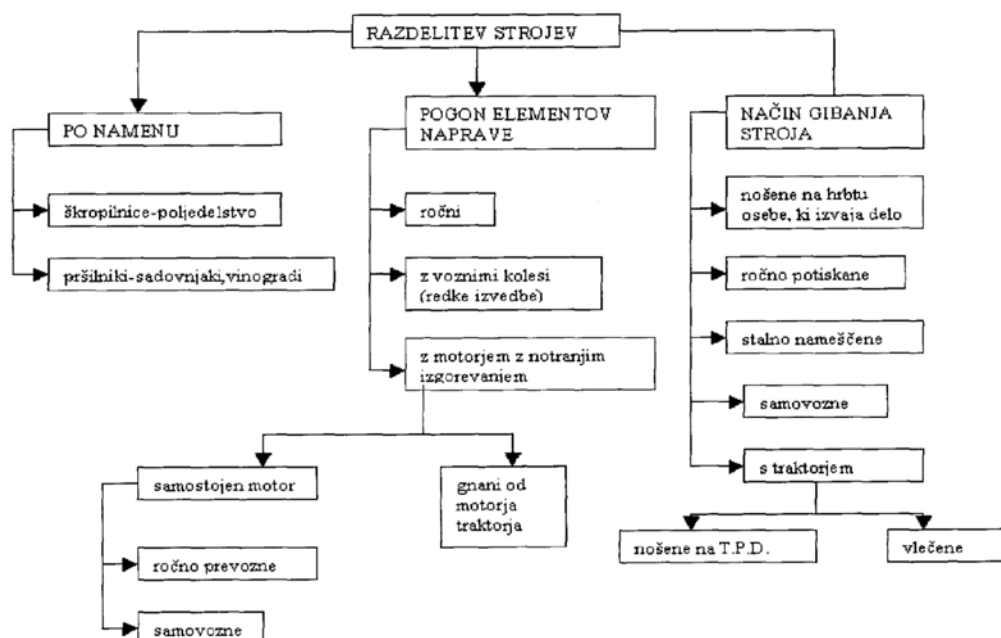 RAZDELITEV STROJEV
PO NAMENU
škropilnice-poljedelstvo
pršilniki-sadovnjaki,vinogradi
POGON ELEMENTOV
NAPRAVE
ročni
z voznimi kolesi
(redke izvedbe)
z motorjem z notranjim
izgorevanjem
samostojen motor
ročno prevozne
samovozne
gnani od
motorja
traktorja
NAČIN GIBANJA
STROJA
nošene na hrbtu
osebe, ki izvaja delo
ročno potiskane
stalno nameščene
samovozne
s traktorjem
nošene na T.P.D.
vlečene